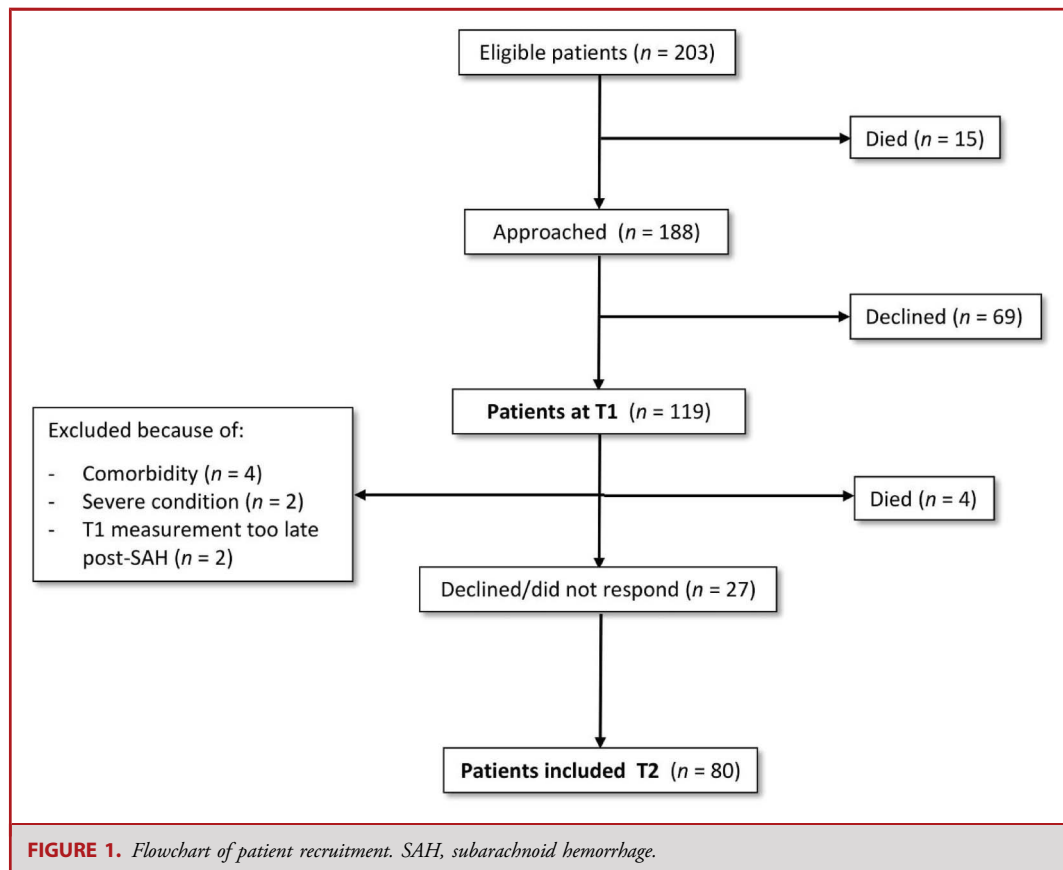 Eligible patients (n = 203)
Died (n = 15)
Approached (n = 188)
Declined (n = 69)
Patients at T1 (n = 119)
Excluded because of:
- Comorbidity (n = 4)
- Severe condition (n = 2)
- T1 measurement too late
post-SAH (n = 2)
Died (n = 4)
Declined/did not respond (n = 27)
Patients included T2 (n = 80)
FIGURE 1. Flowchart of patient recruitment. SAH, subarachnoid hemorrhage.